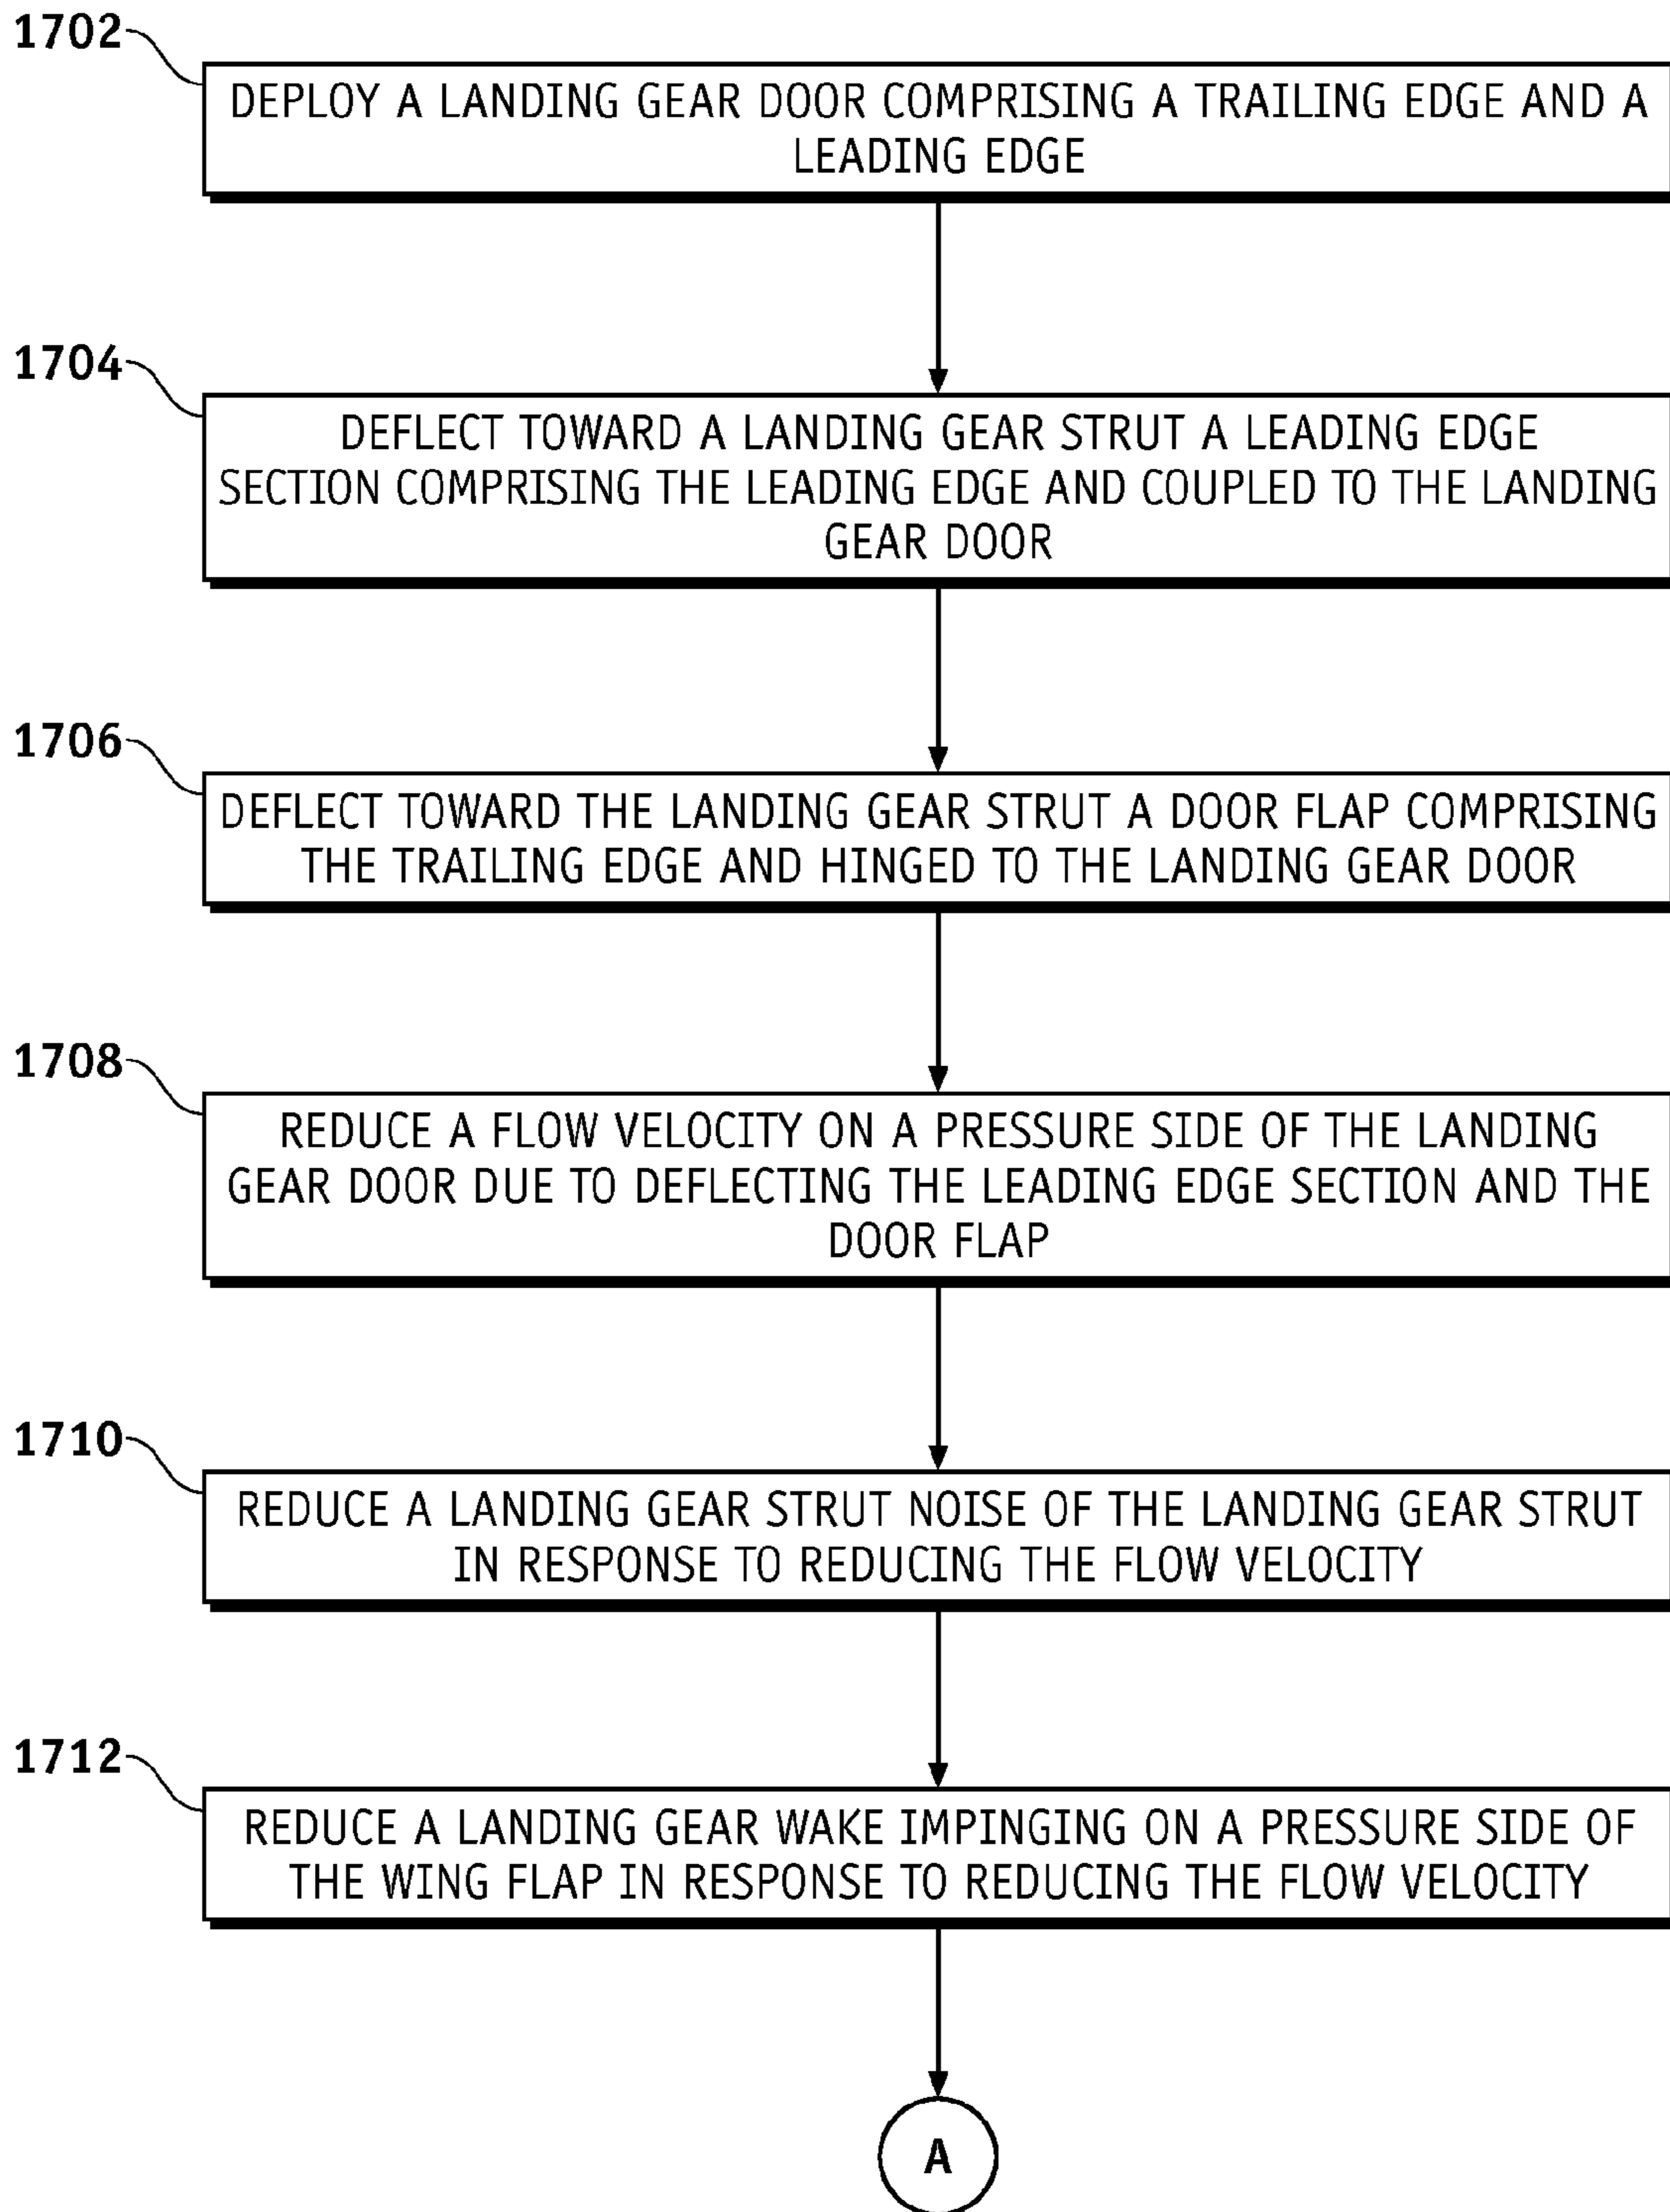 1702
DEPLOY A LANDING GEAR DOOR COMPRISING A TRAILING EDGE AND A
LEADING EDGE
1704
DEFLECT TOWARD A LANDING GEAR STRUT A LEADING EDGE
SECTION COMPRISING THE LEADING EDGE AND COUPLED TO THE LANDING
GEAR DOOR
1706
DEFLECT TOWARD THE LANDING GEAR STRUT A DOOR FLAP COMPRISING
THE TRAILING EDGE AND HINGED TO THE LANDING GEAR DOOR
1708
REDUCE A FLOW VELOCITY ON A PRESSURE SIDE OF THE LANDING
GEAR DOOR DUE TO DEFLECTING THE LEADING EDGE SECTION AND THE
DOOR FLAP
1710
REDUCE A LANDING GEAR STRUT NOISE OF THE LANDING GEAR STRUT
IN RESPONSE TO REDUCING THE FLOW VELOCITY
1712
REDUCE A LANDING GEAR WAKE IMPINGING ON A PRESSURE SIDE OF
THE WING FLAP IN RESPONSE TO REDUCING THE FLOW VELOCITY
A